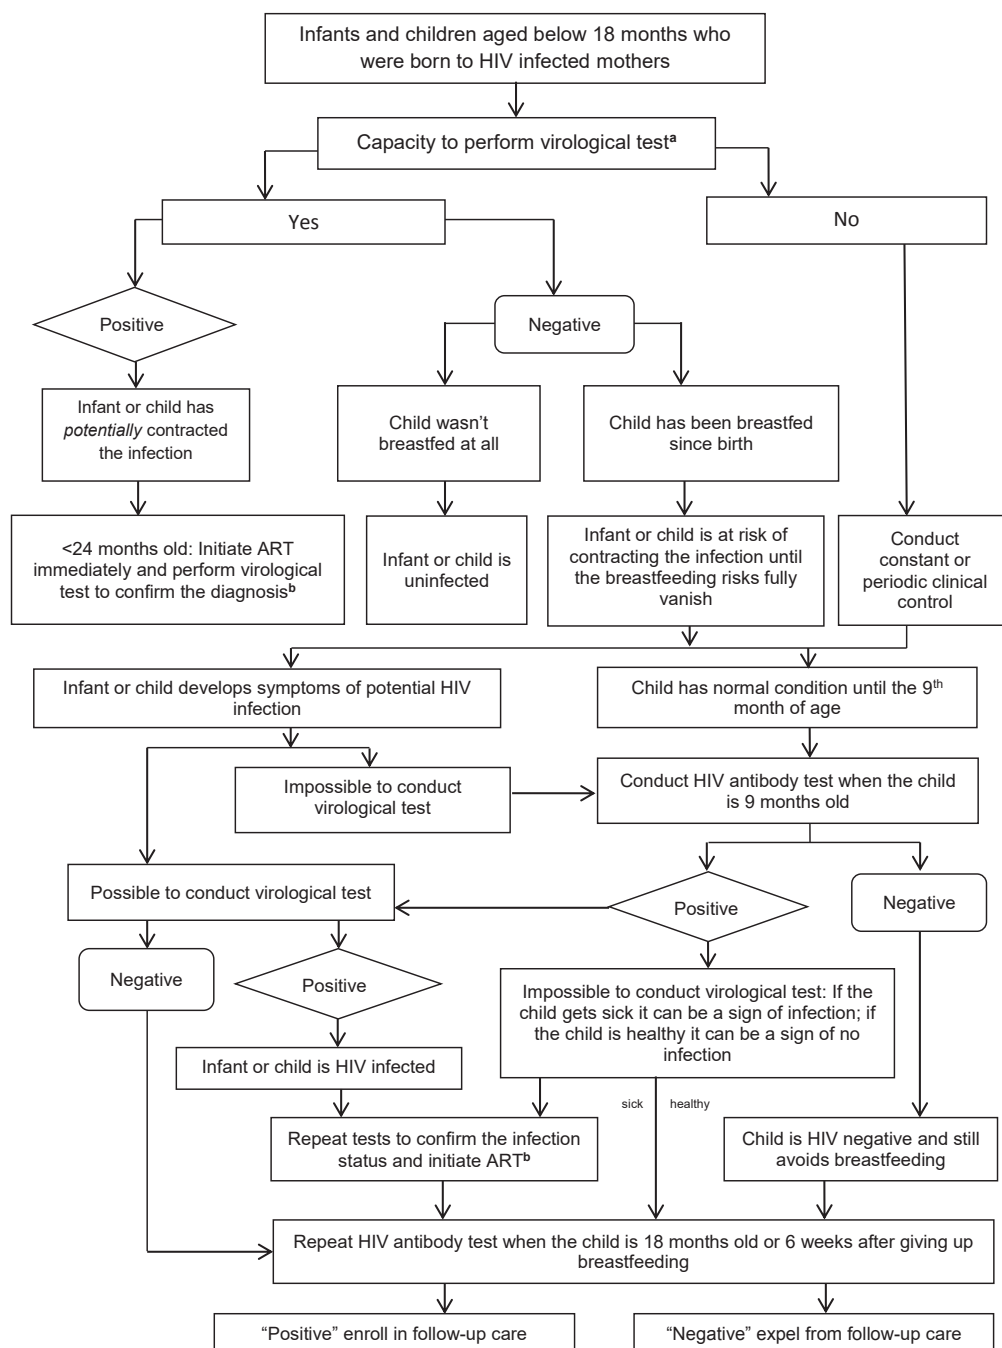 Infants and children aged below 18 months who
were born to HIV infected mothers
Capacity to perform virological testᵃ
Yes
No
Positive
Negative
Infant or child has
potentially contracted
the infection
Child wasn't
breastfed at all
Child has been breastfed
since birth
<24 months old: Initiate ART
immediately and perform virological
test to confirm the diagnosisᵇ
Infant or child is
uninfected
Infant or child is at risk of
contracting the infection until
the breastfeeding risks fully
vanish
Conduct
constant or
periodic clinical
control
Infant or child develops symptoms of potential HIV
infection
Child has normal condition until the 9ᵗʰ
month of age
Impossible to conduct
virological test
Conduct HIV antibody test when the child
is 9 months old
Possible to conduct virological test
Positive
Negative
Negative
Positive
Impossible to conduct virological test: If the
child gets sick it can be a sign of infection; if
the child is healthy it can be a sign of no
infection
Infant or child is HIV infected
sick
healthy
Repeat tests to confirm the infection
status and initiate ARTᵇ
Child is HIV negative and still
avoids breastfeeding
Repeat HIV antibody test when the child is 18 months old or 6 weeks after giving up
breastfeeding
“Positive” enroll in follow-up care
“Negative” expel from follow-up care